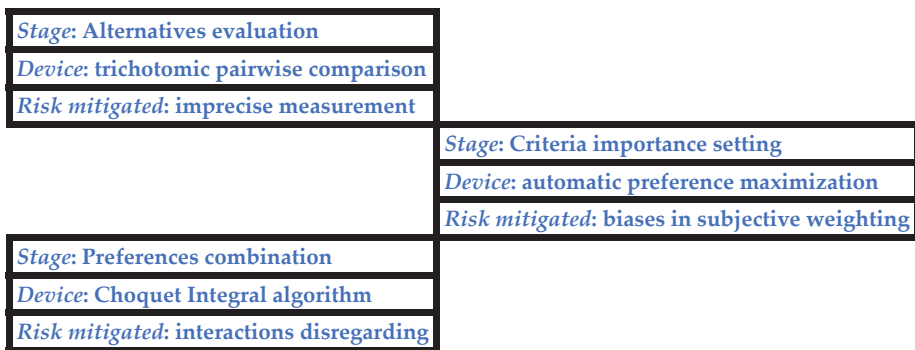 Stage: Alternatives evaluation
Device: trichotomic pairwise comparison
Risk mitigated: imprecise measurement
Stage: Criteria importance setting
Device: automatic preference maximization
Risk mitigated: biases in subjective weighting
Stage: Preferences combination
Device: Choquet Integral algorithm
Risk mitigated: interactions disregarding